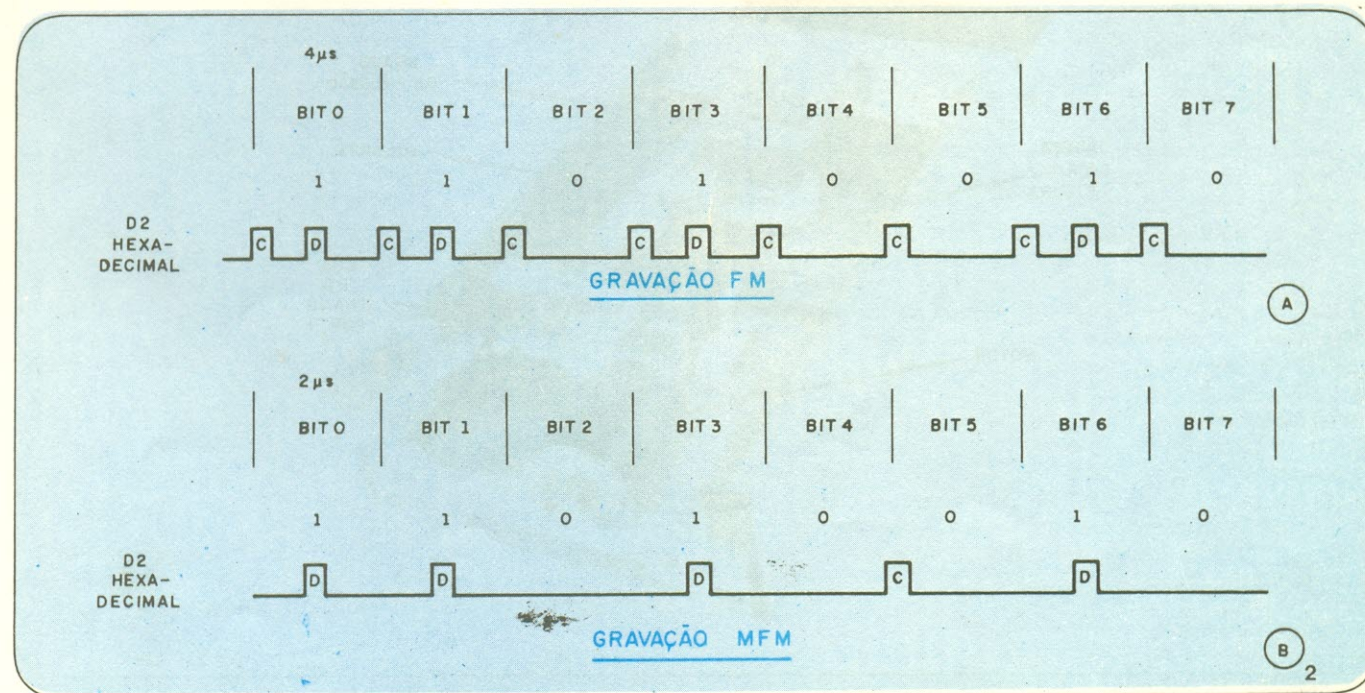 4µs
BIT 0 BIT 1 BIT 2 BIT 3 BIT 4 BIT 5 BIT 6 BIT 7
1 1 0 1 0 0 1 0
D2
HEXA-
DECIMAL
C D C D C C D C C C D C
GRAVAÇÃO FM
A
2µs
BIT 0 BIT 1 BIT 2 BIT 3 BIT 4 BIT 5 BIT 6 BIT 7
1 1 0 1 0 0 1 0
D2
HEXA-
DECIMAL
D D D C D
GRAVAÇÃO MFM
B
2